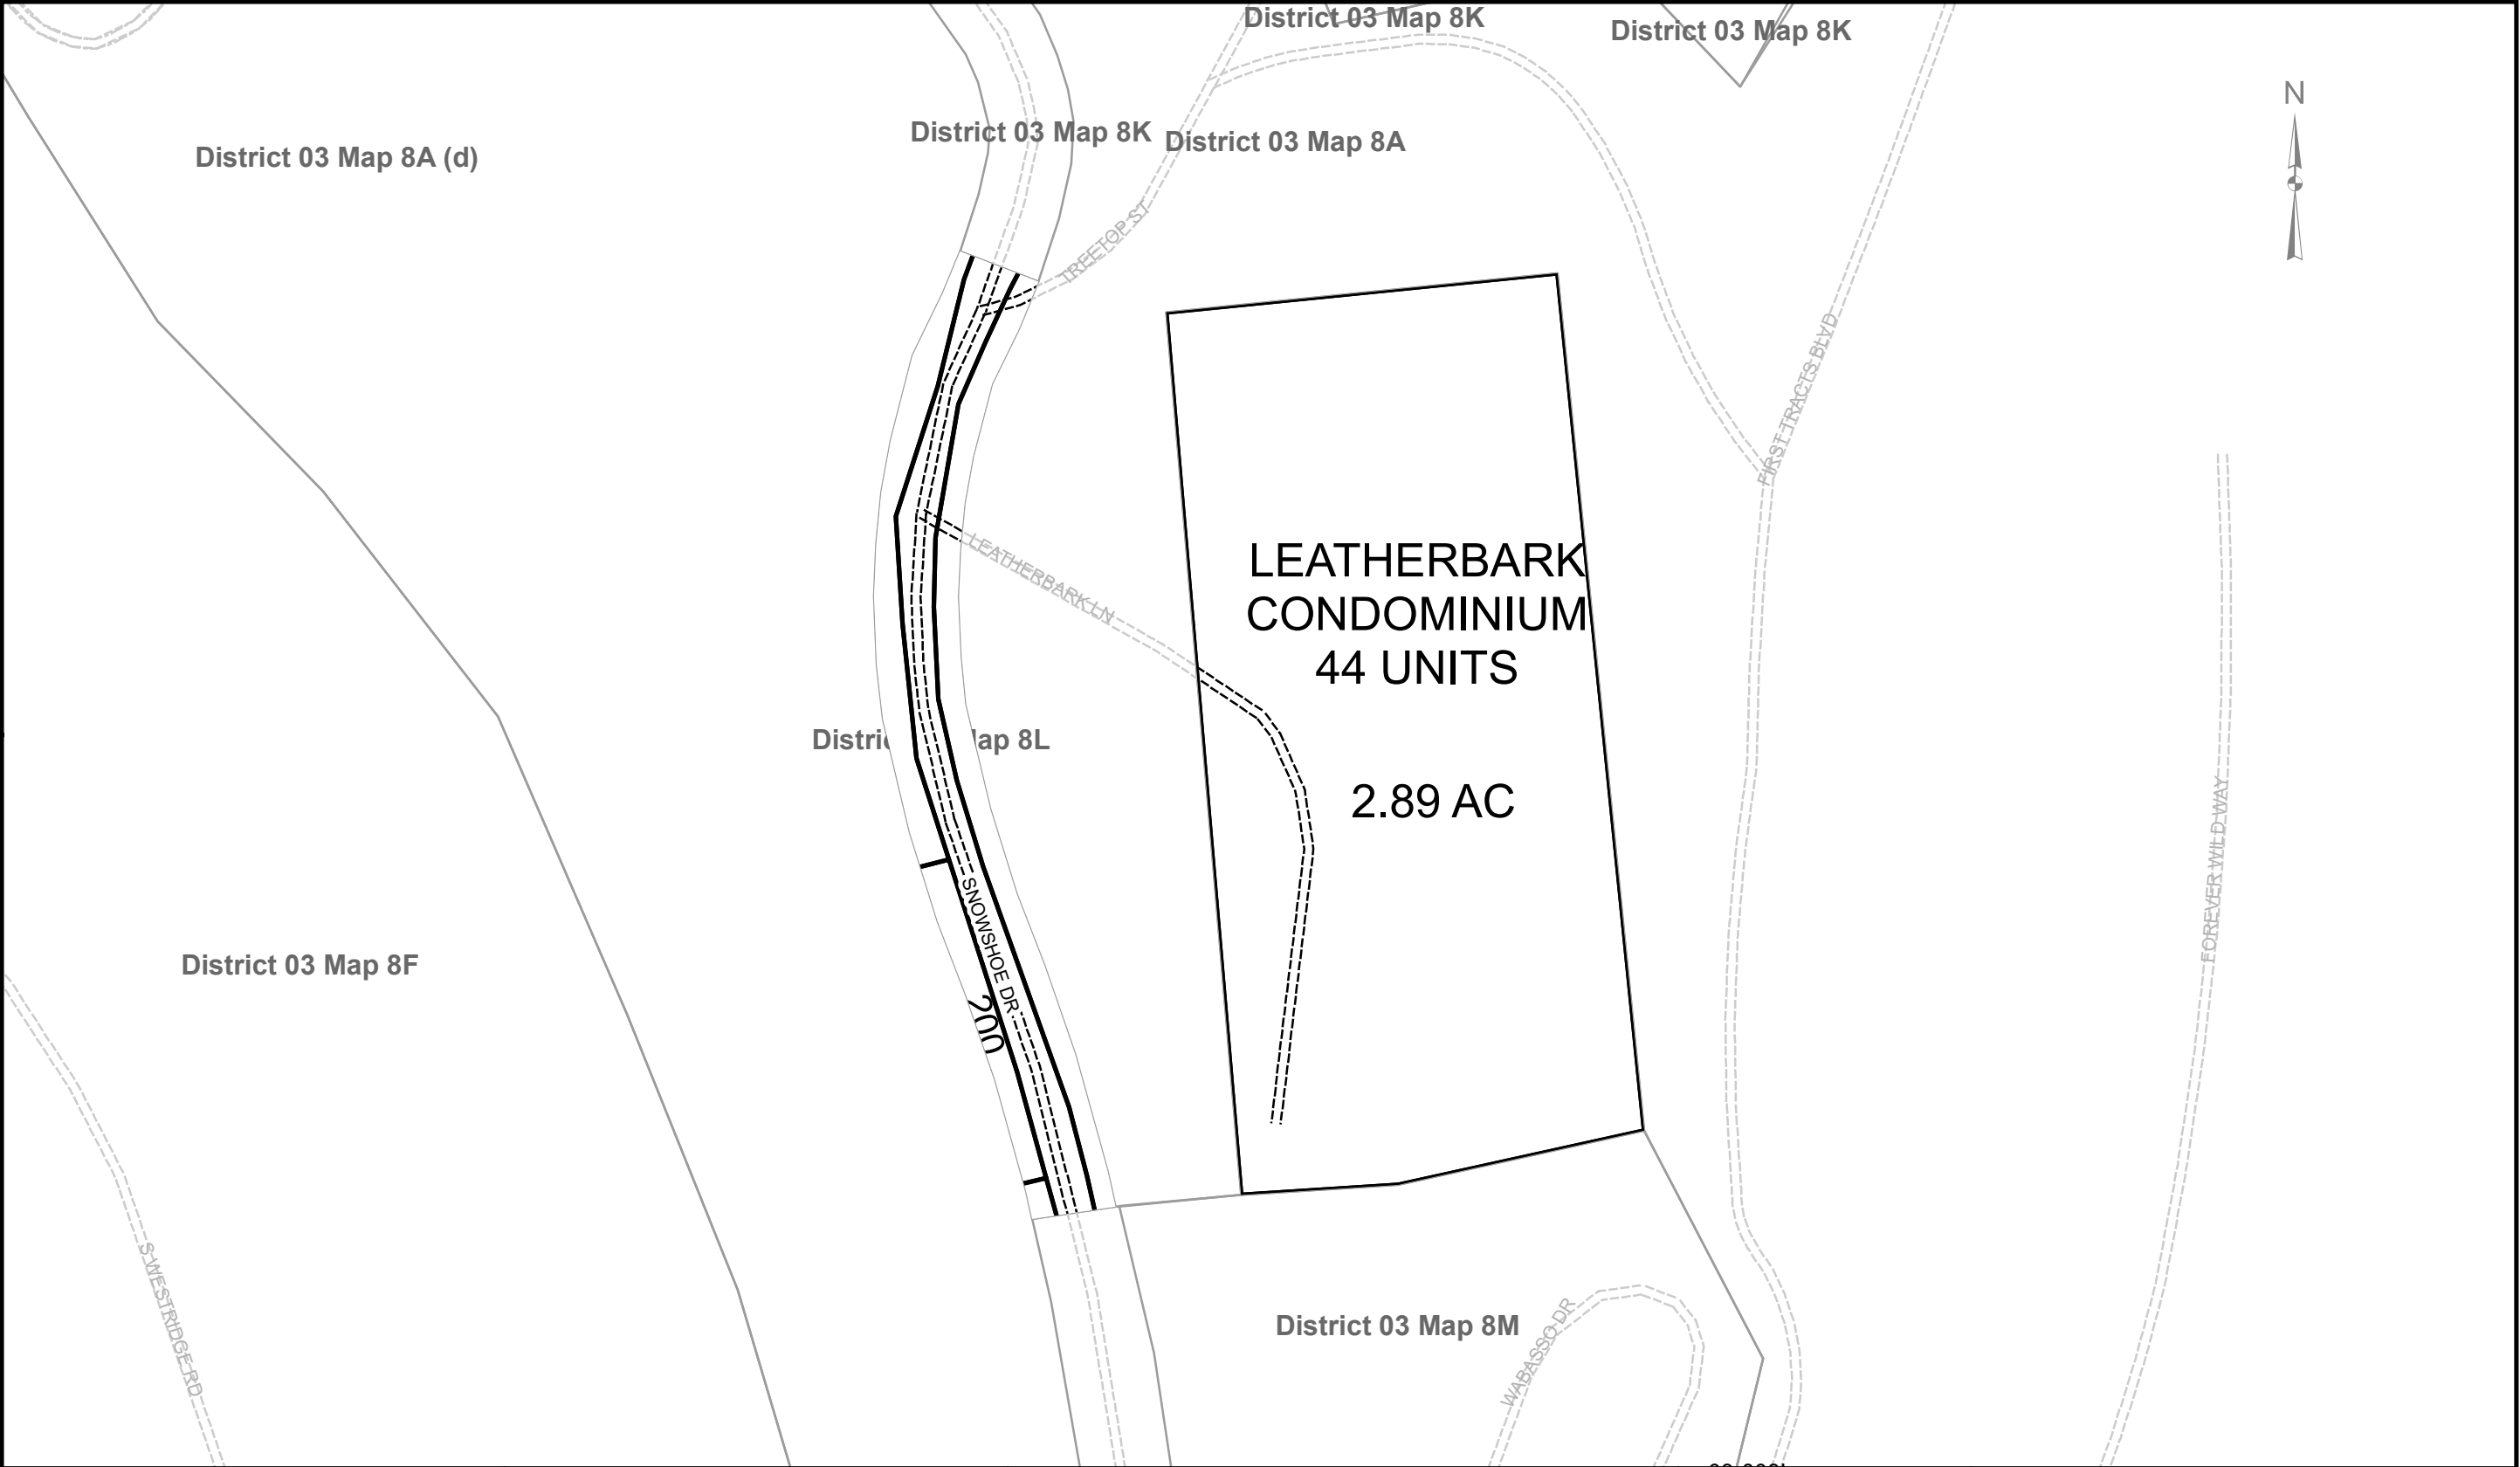 District 03 Map 8K
District 03 Map 8K
N
District 03 Map 8K
District 03 Map 8A
District 03 Map 8A (d)
TREETOP ST
FIRST TRACTS BLVD
LEATHERBARK LN
LEATHERBARK
CONDOMINIUM
44 UNITS
2.89 AC
Map 8L
SNOWSHOE DR
200
FOREVER WILD WAY
District 03 Map 8F
S WESTRIDGE RD
District 03 Map 8M
WABASSO DR